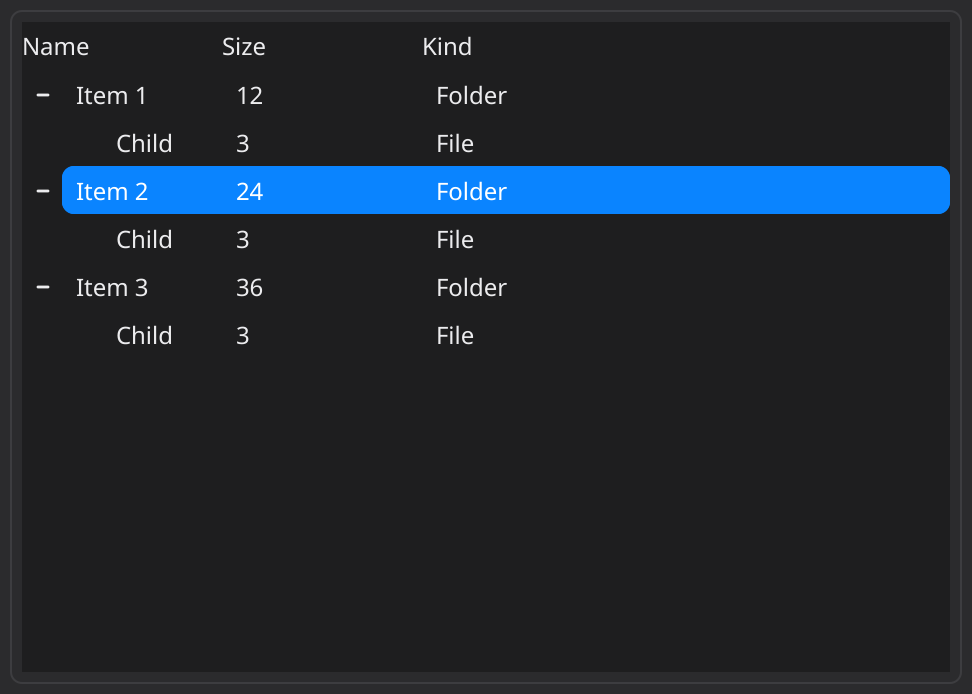 Name Size Kind
− Item 1 12 Folder
Child 3 File
− Item 2 24 Folder
Child 3 File
− Item 3 36 Folder
Child 3 File